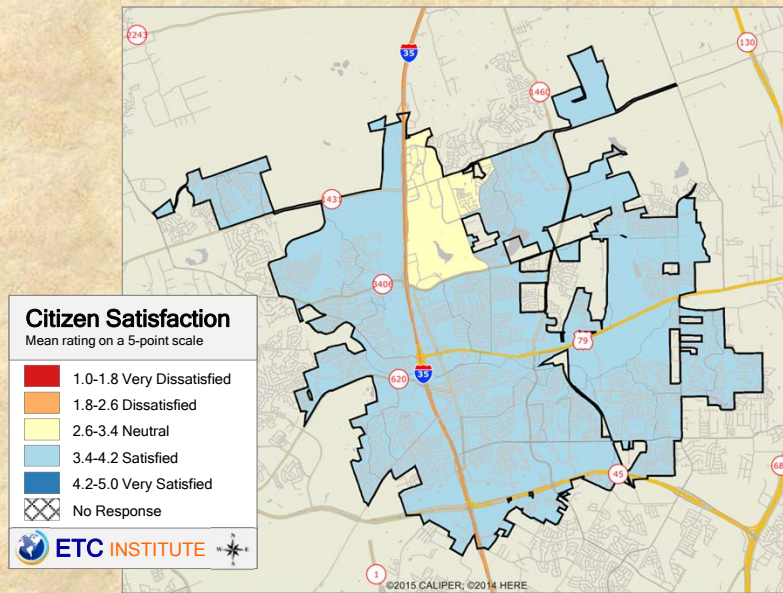 2243
35
130
1460
1431
3406
Citizen Satisfaction
Mean rating on a 5-point scale
1.0-1.8 Very Dissatisfied
1.8-2.6 Dissatisfied
2.6-3.4 Neutral
3.4-4.2 Satisfied
4.2-5.0 Very Satisfied
No Response
ETC INSTITUTE
N
W
E
S
79
620
35
45
68
1
©2015 CALIPER; ©2014 HERE